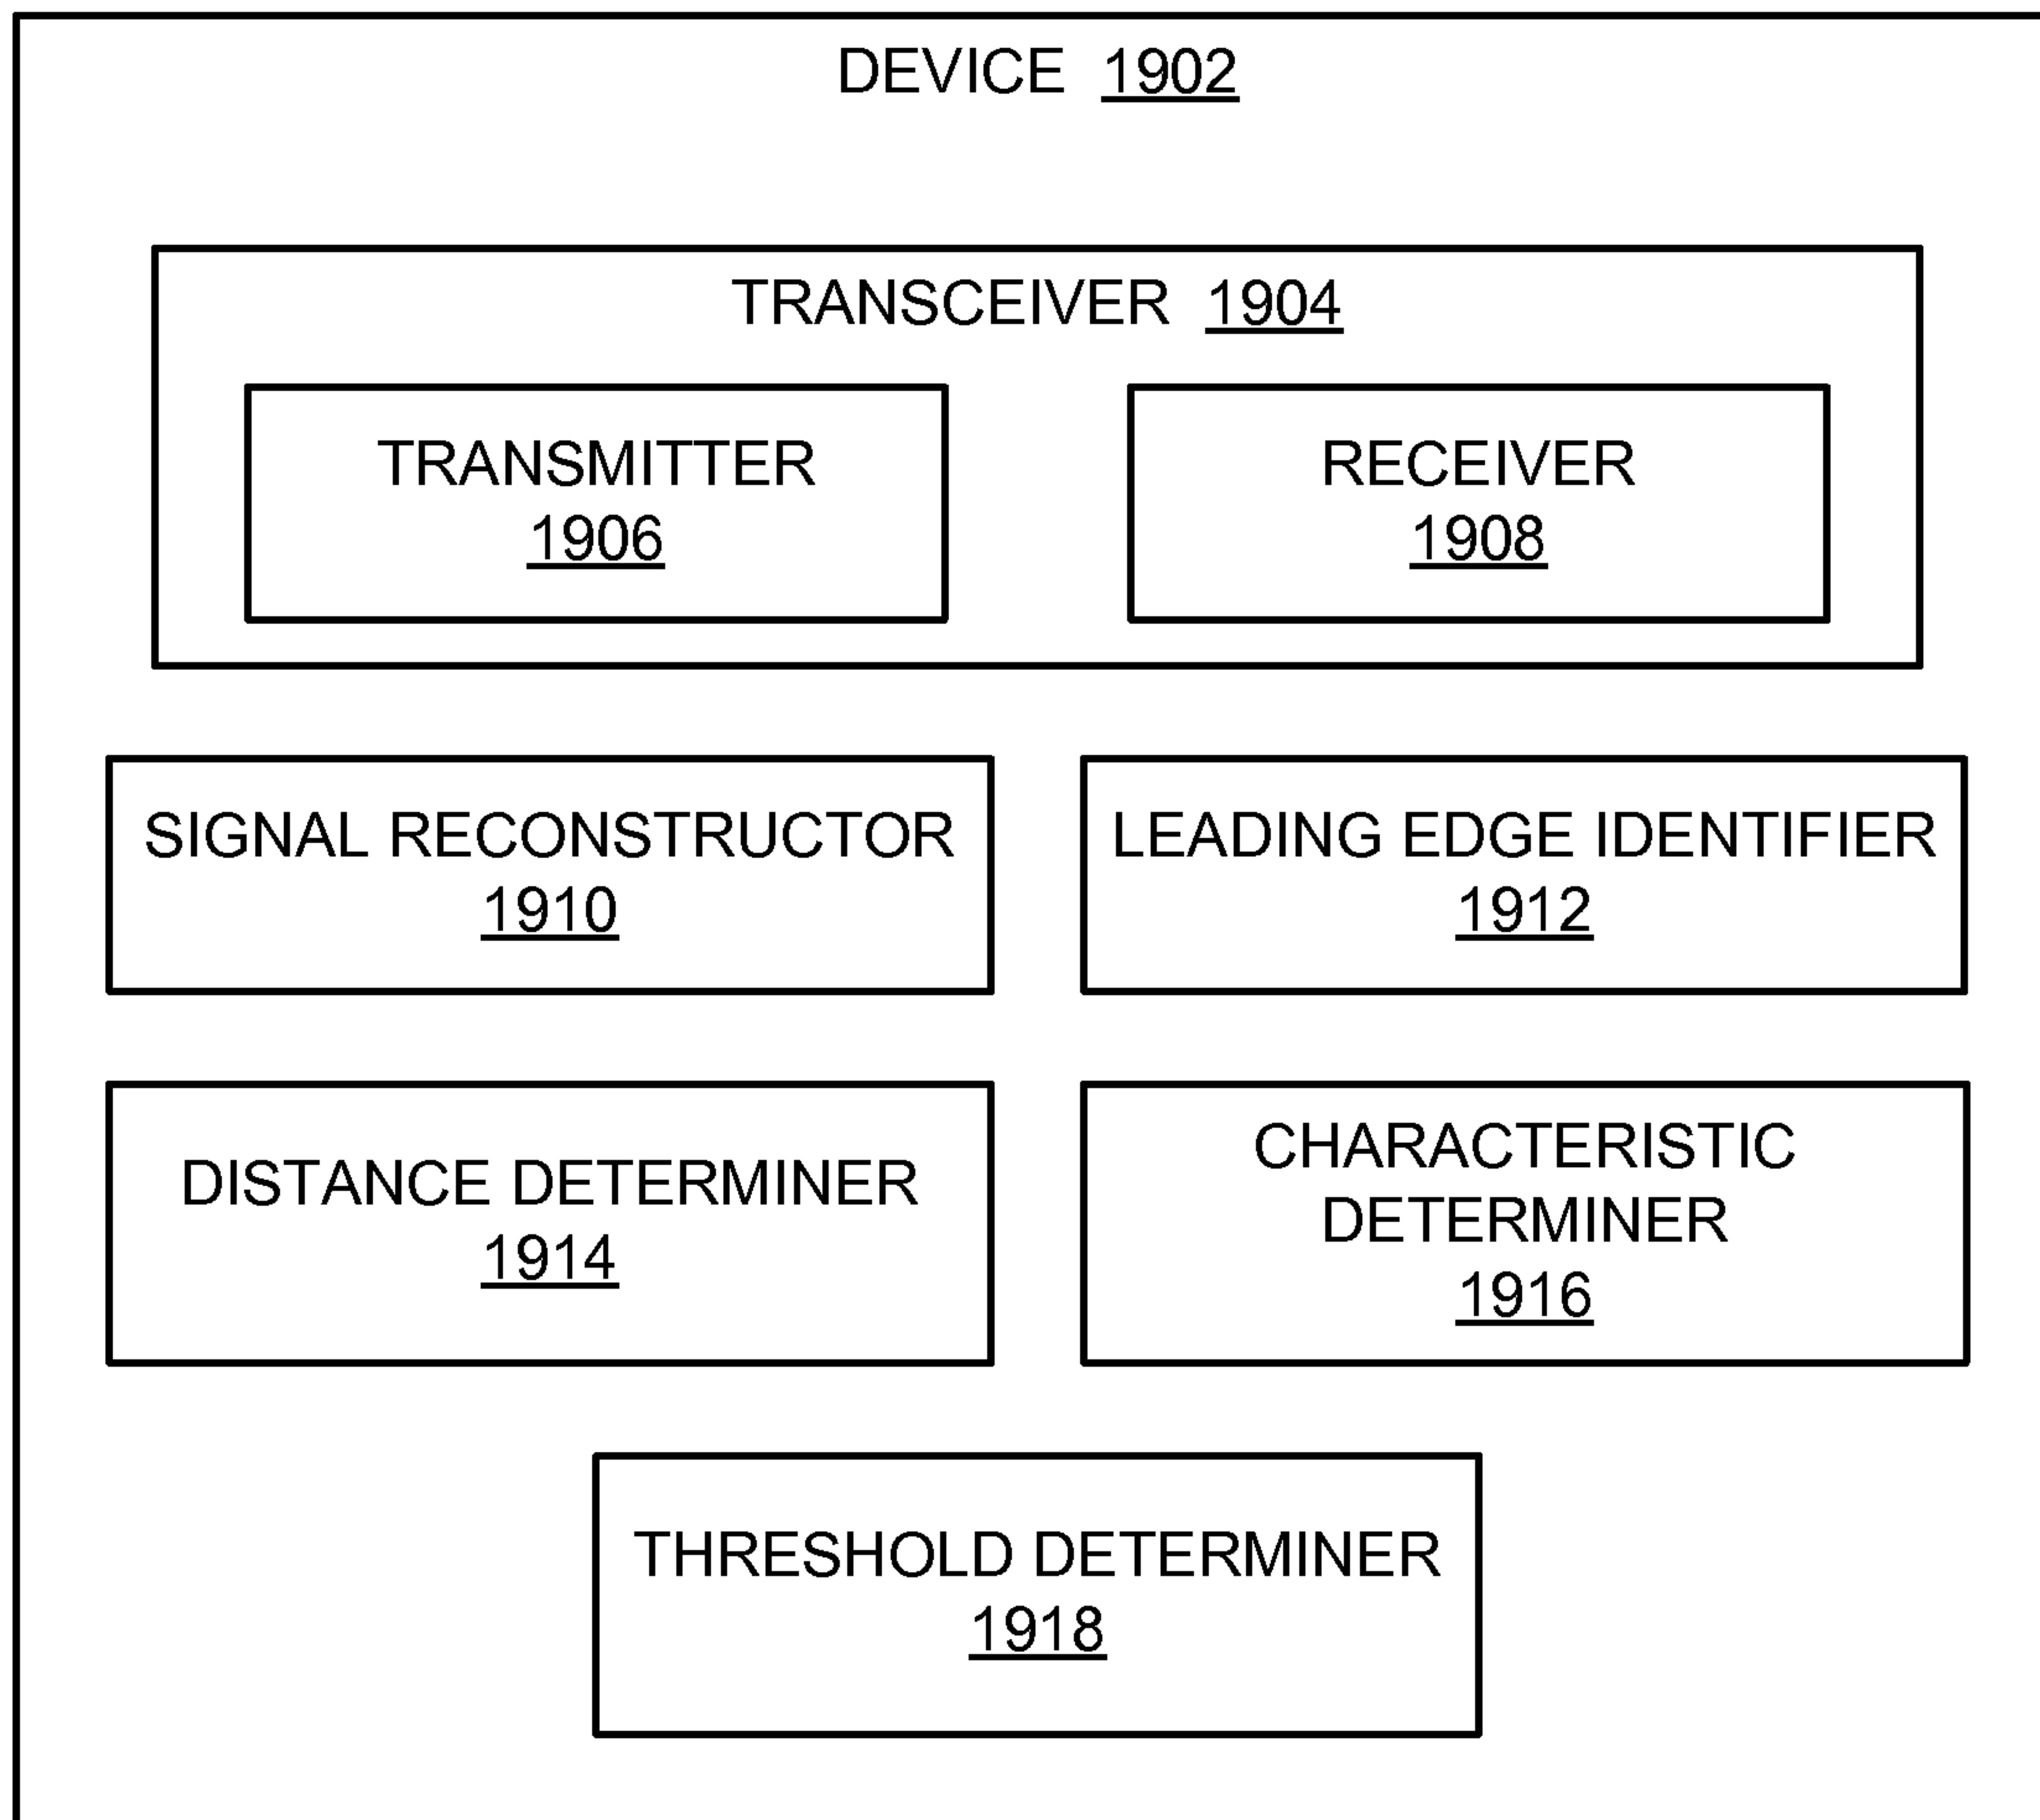 DEVICE 1902
TRANSCEIVER 1904
TRANSMITTER
1906
RECEIVER
1908
SIGNAL RECONSTRUCTOR
1910
LEADING EDGE IDENTIFIER
1912
DISTANCE DETERMINER
1914
CHARACTERISTIC
DETERMINER
1916
THRESHOLD DETERMINER
1918